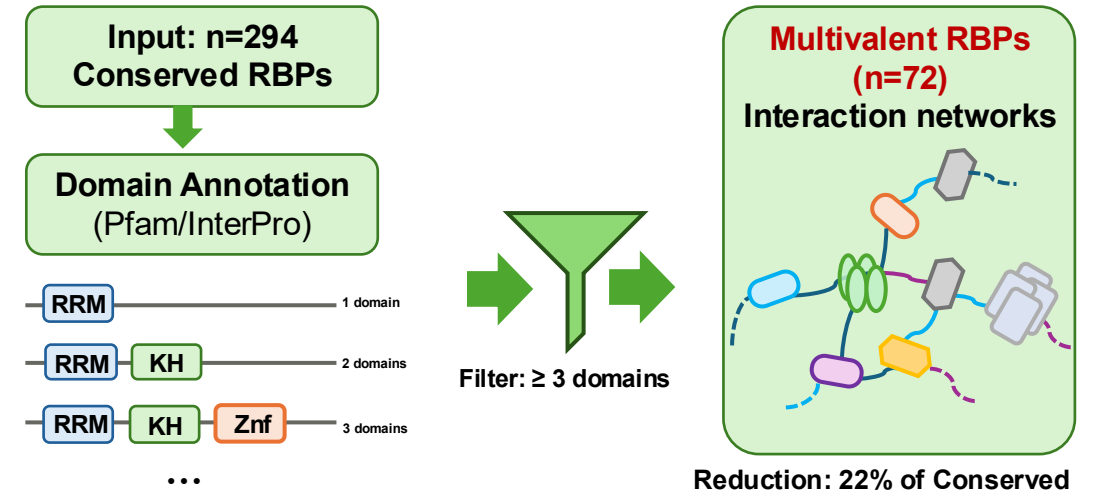 Input: n=294
Conserved RBPs
Domain Annotation
(Pfam/InterPro)
RRM
1 domain
RRM KH
2 domains
RRM KH Znf
3 domains
...
Filter: ≥ 3 domains
Multivalent RBPs
(n=72)
Interaction networks
Reduction: 22% of Conserved